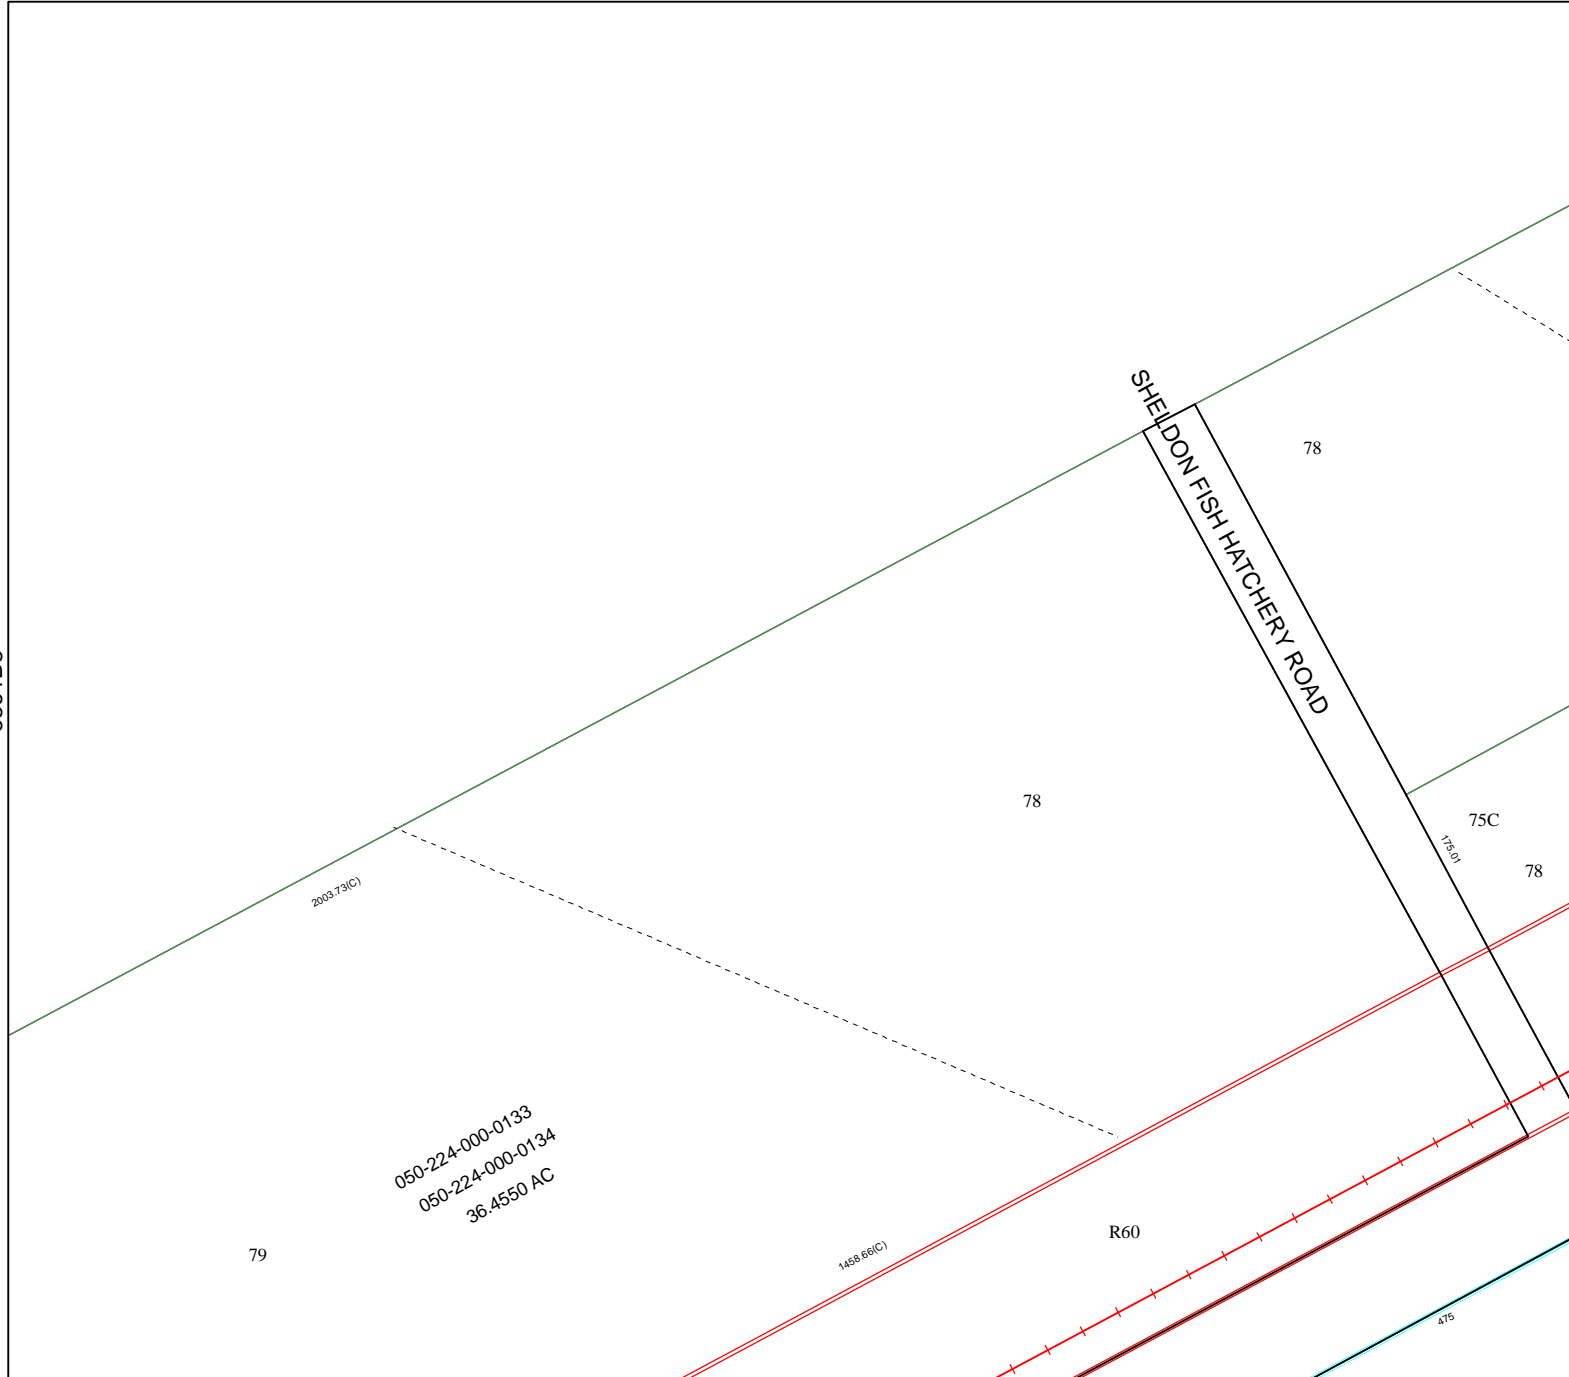 SHELDON FISH HATCHERY ROAD
78
78
75C
175.01
78
2003.73(C)
050-224-000-0133
050-224-000-0134
36.4550 AC
79
1458.66(C)
R60
475